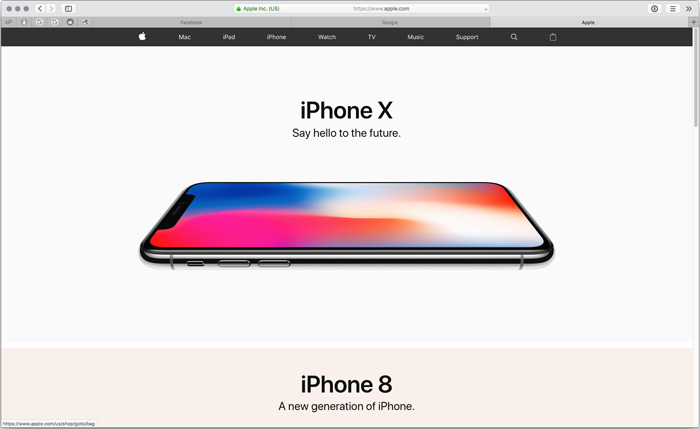 Apple Inc. (US) https://www.apple.com
Facebook Google Apple
Mac iPad iPhone Watch TV Music Support
iPhone X
Say hello to the future.
iPhone 8
A new generation of iPhone.
https://www.apple.com/us/shop/goto/bag